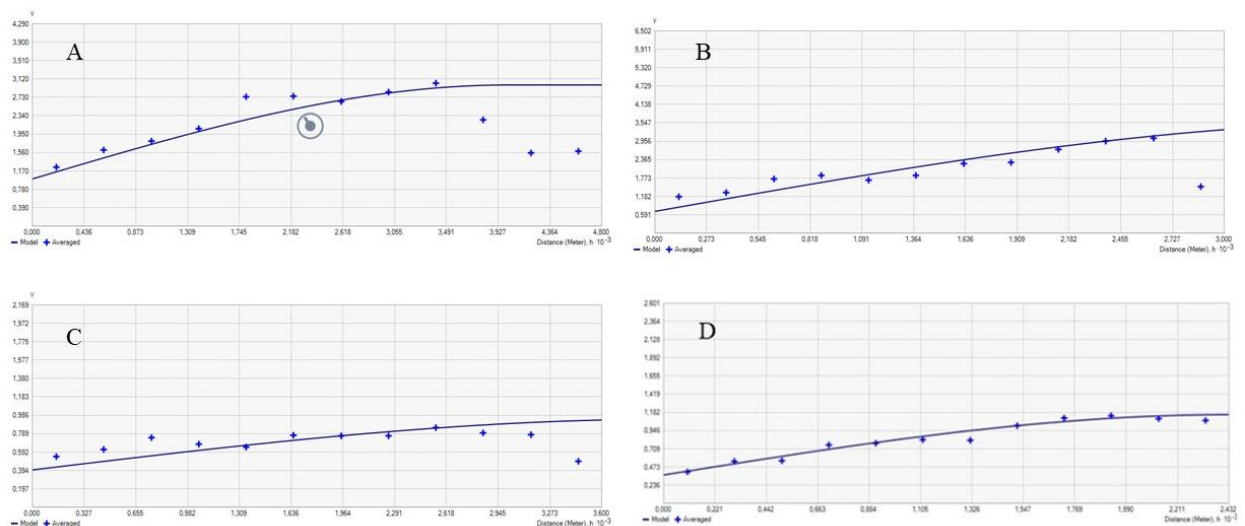 A
γ
4,290
3,900
3,510
3,120
2,730
2,340
1,950
1,560
1,170
0,780
0,390
0,000 0,436 0,873 1,309 1,745 2,182 2,618 3,055 3,491 3,927 4,364 4,800
Model Averaged Distance (Meter), h ·10⁻³
B
γ
6,502
5,911
5,320
4,729
4,138
3,547
2,956
2,365
1,773
1,182
0,591
0,000 0,273 0,545 0,818 1,091 1,364 1,636 1,909 2,182 2,455 2,727 3,000
Model Averaged Distance (Meter), h ·10⁻³
C
γ
2,169
1,972
1,775
1,577
1,380
1,183
0,986
0,789
0,592
0,394
0,197
0,000 0,327 0,655 0,982 1,309 1,636 1,964 2,291 2,618 2,945 3,273 3,600
Model Averaged Distance (Meter), h ·10⁻³
D
2,601
2,364
2,128
1,892
1,655
1,419
1,182
0,946
0,709
0,473
0,236
0,000 0,221 0,442 0,663 0,884 1,105 1,326 1,547 1,769 1,990 2,211 2,432
Model Averaged Distance (Meter), h ·10⁻³